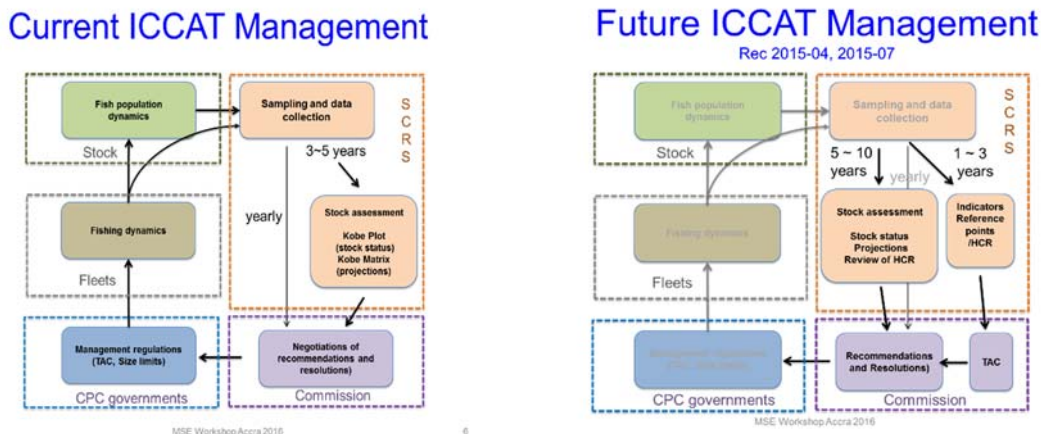 Current ICCAT Management
Fish population
dynamics
Sampling and data
collection
S
C
R
S
Stock
3~5 years
yearly
Stock assessment
Kobe Plot
(stock status)
Kobe Matrix
(projections)
Fishing dynamics
Fleets
Management regulations
(TAC, Size limits)
CPC governments
Negotiations of
recommendations and
resolutions
Commission
MSE Workshop Accra 2016
6
Future ICCAT Management
Rec 2015-04, 2015-07
Fish population
dynamics
Sampling and data
collection
S
C
R
S
Stock
5 ~ 10
years
yearly
1 ~ 3
years
Stock assessment
Stock status
Projections
Review of HCR
Indicators
Reference
points
/HCR
Fishing dynamics
Fleets
Management regulations
CPC governments
Recommendations
and Resolutions)
TAC
Commission
MSE Workshop Accra 2016